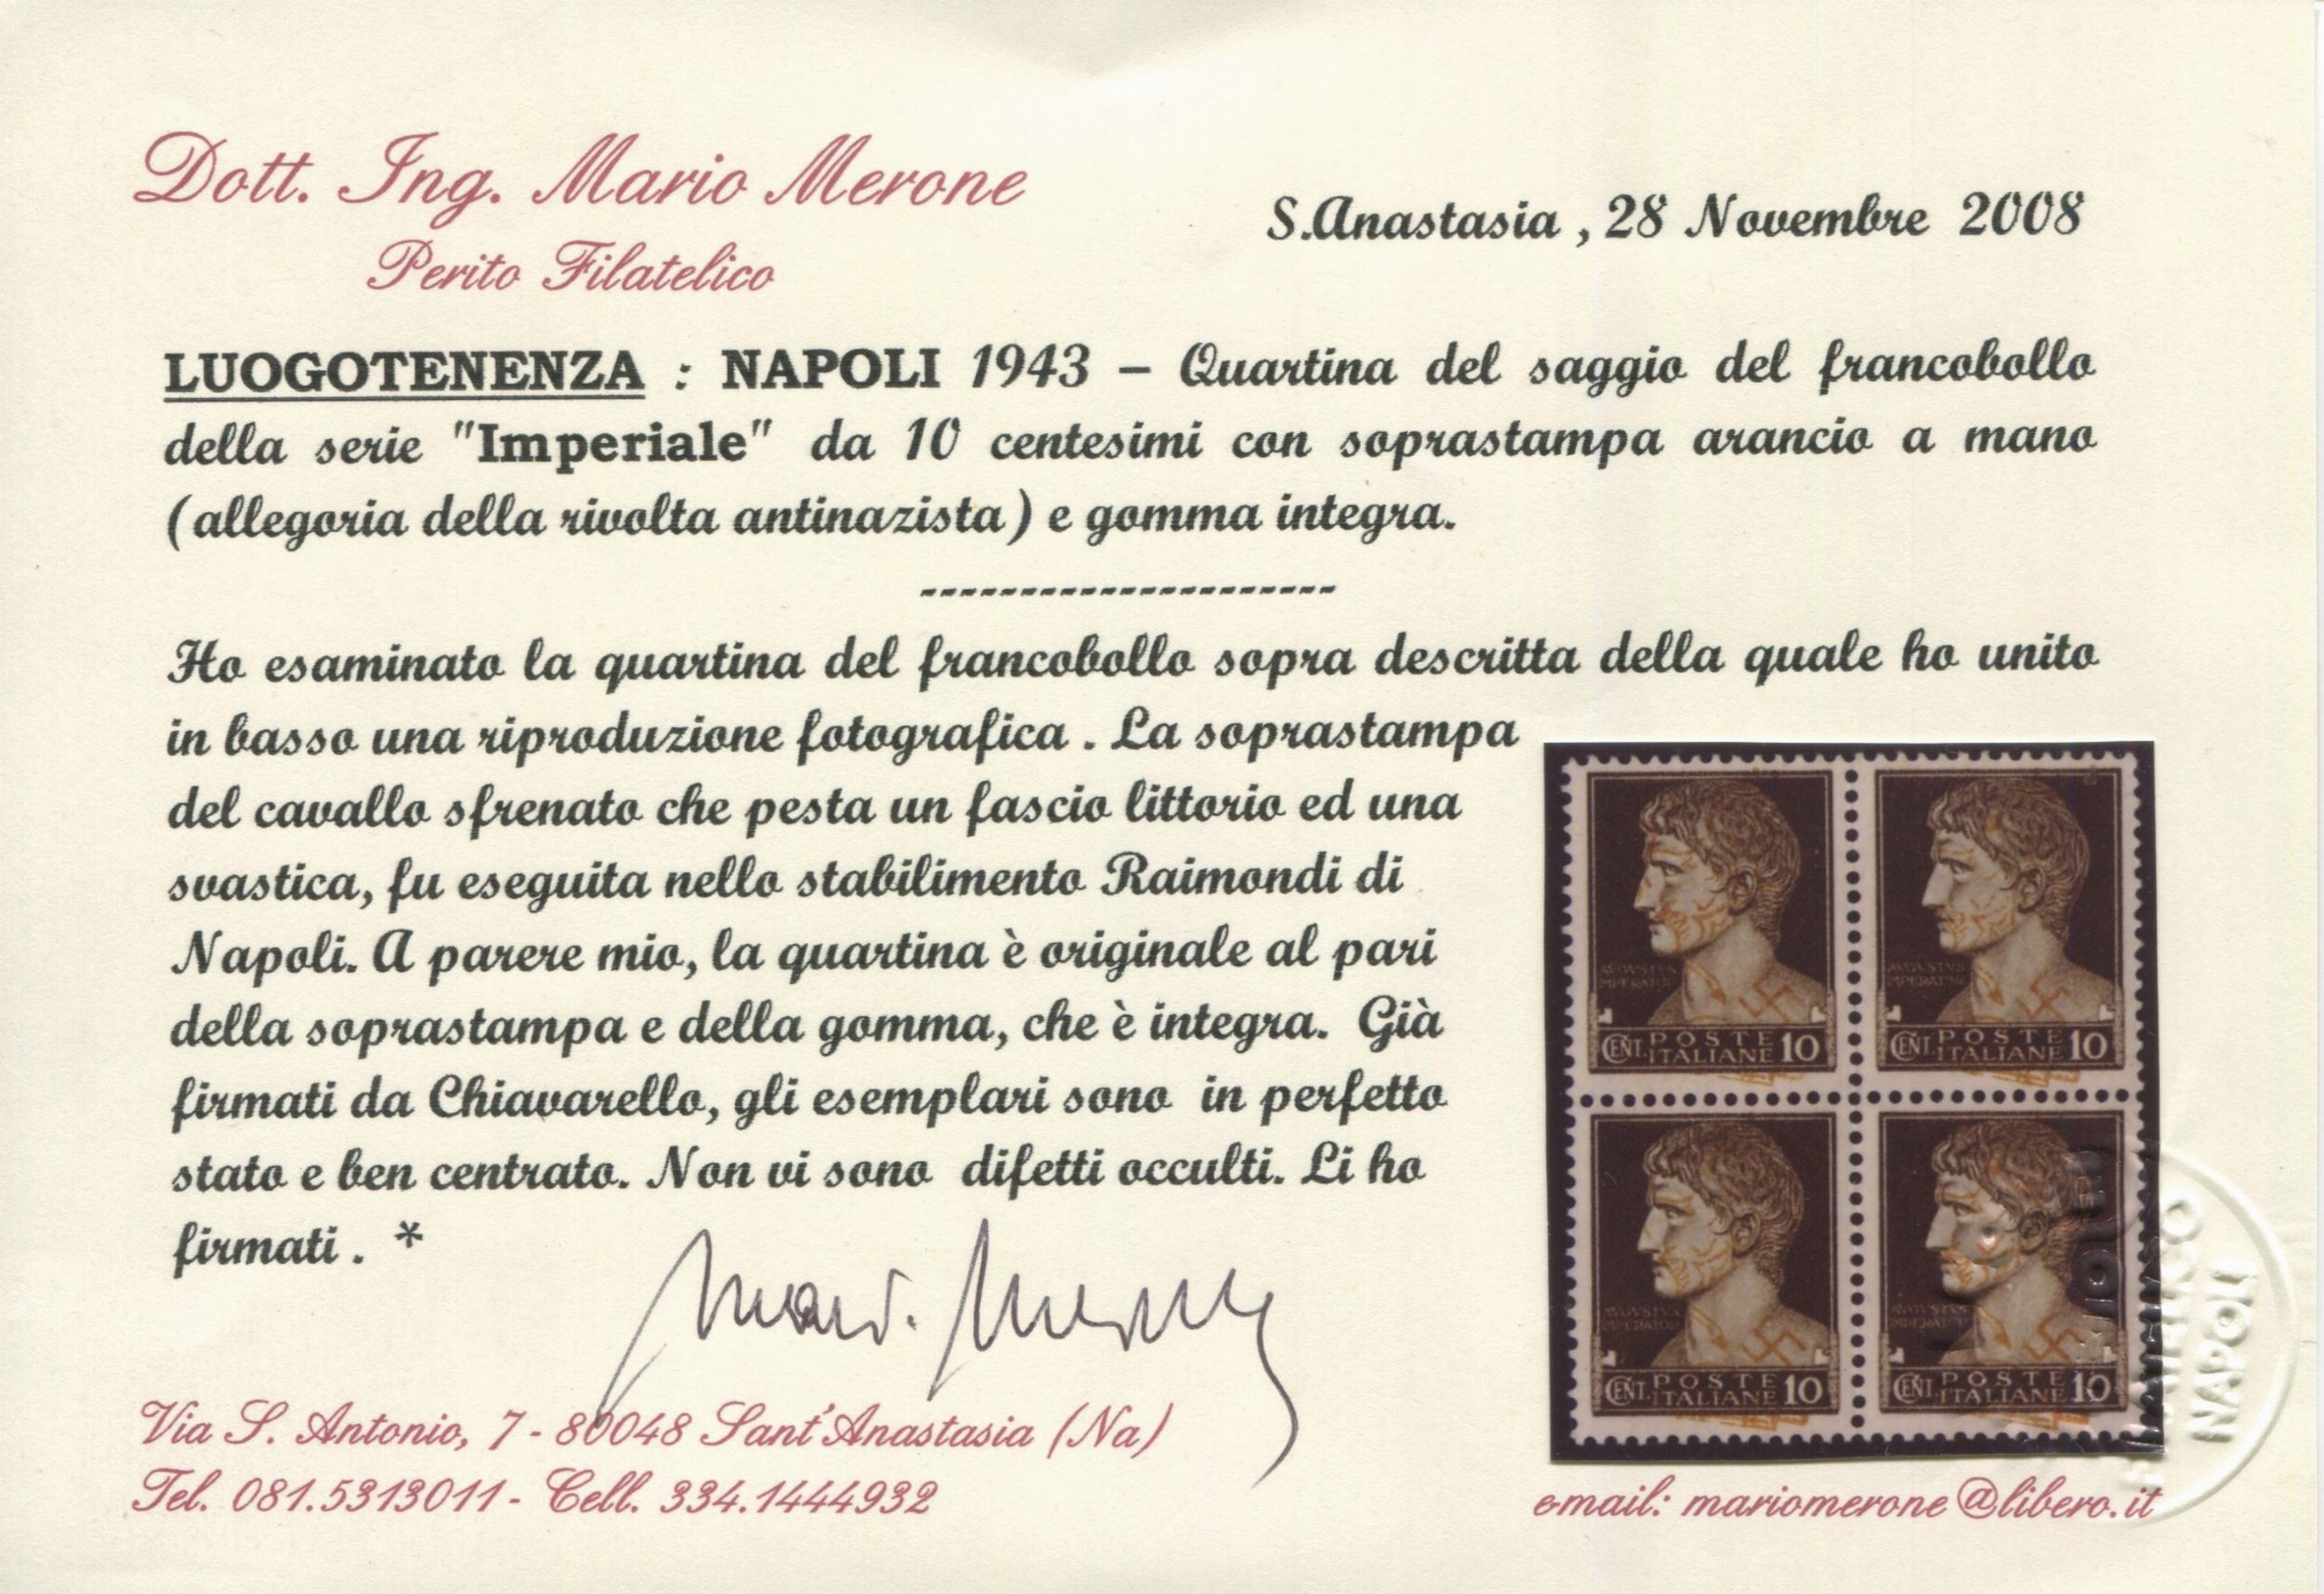 Dott. Ing. Mario Merone
Perito Filatelico
S.Anastasia , 28 Novembre 2008
LUOGOTENENZA : NAPOLI 1943 – Quartina del saggio del francobollo
della serie "Imperiale" da 10 centesimi con soprastampa arancio a mano
(allegoria della rivolta antinazista) e gomma integra.
---------------------
Ho esaminato la quartina del francobollo sopra descritta della quale ho unito
in basso una riproduzione fotografica . La soprastampa
del cavallo sfrenato che pesta un fascio littorio ed una
svastica, fu eseguita nello stabilimento Raimondi di
Napoli. A parere mio, la quartina è originale al pari
della soprastampa e della gomma, che è integra. Già
firmati da Chiavarello, gli esemplari sono in perfetto
stato e ben centrato. Non vi sono difetti occulti. Li ho
firmati . *
AVGVSTVS
IMPERATOR
CENT. POSTE ITALIANE 10
AVGVSTVS
IMPERATOR
CENT. POSTE ITALIANE 10
AVGVSTVS
IMPERATOR
CENT. POSTE ITALIANE 10
AVGVSTVS
IMPERATOR
CENT. POSTE ITALIANE 10
NAPOLI
Via S. Antonio, 7 - 80048 Sant'Anastasia (Na)
Tel. 081.5313011 - Cell. 334.1444932
e-mail: mariomerone@libero.it